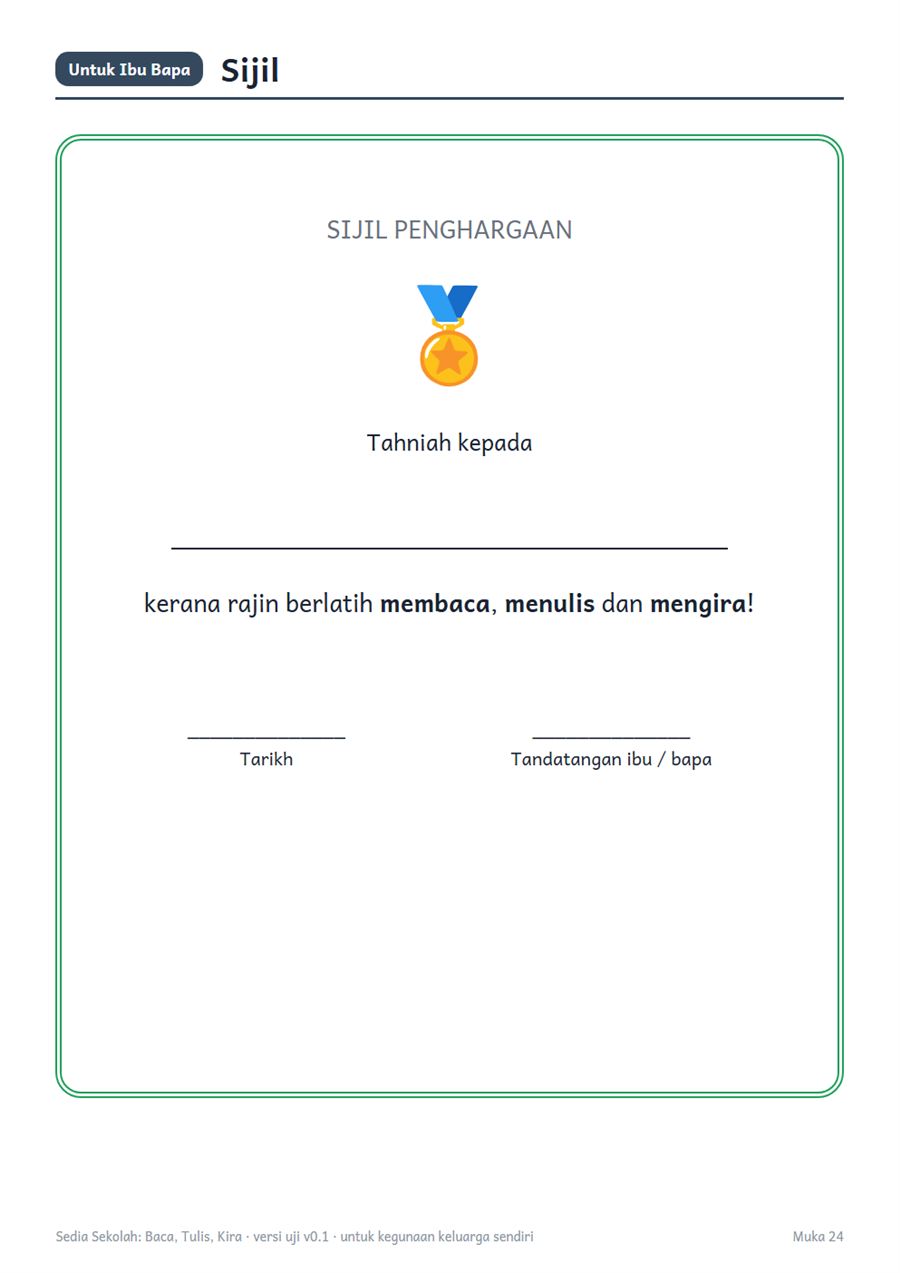 Untuk Ibu Bapa Sijil
SIJIL PENGHARGAAN
Tahniah kepada
kerana rajin berlatih membaca, menulis dan mengira!
Tarikh Tandatangan ibu / bapa
Sedia Sekolah: Baca, Tulis, Kira · versi uji v0.1 · untuk kegunaan keluarga sendiri Muka 24